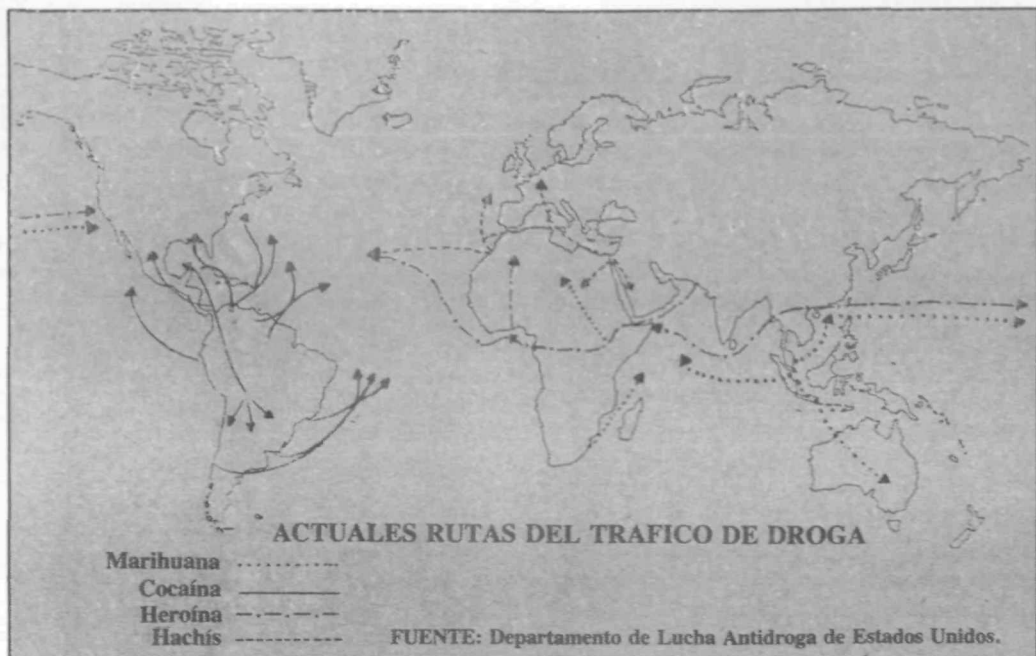 ACTUALES RUTAS DEL TRAFICO DE DROGA
Marihuana
Cocaína
Heroína
Hachís
FUENTE: Departamento de Lucha Antidroga de Estados Unidos.